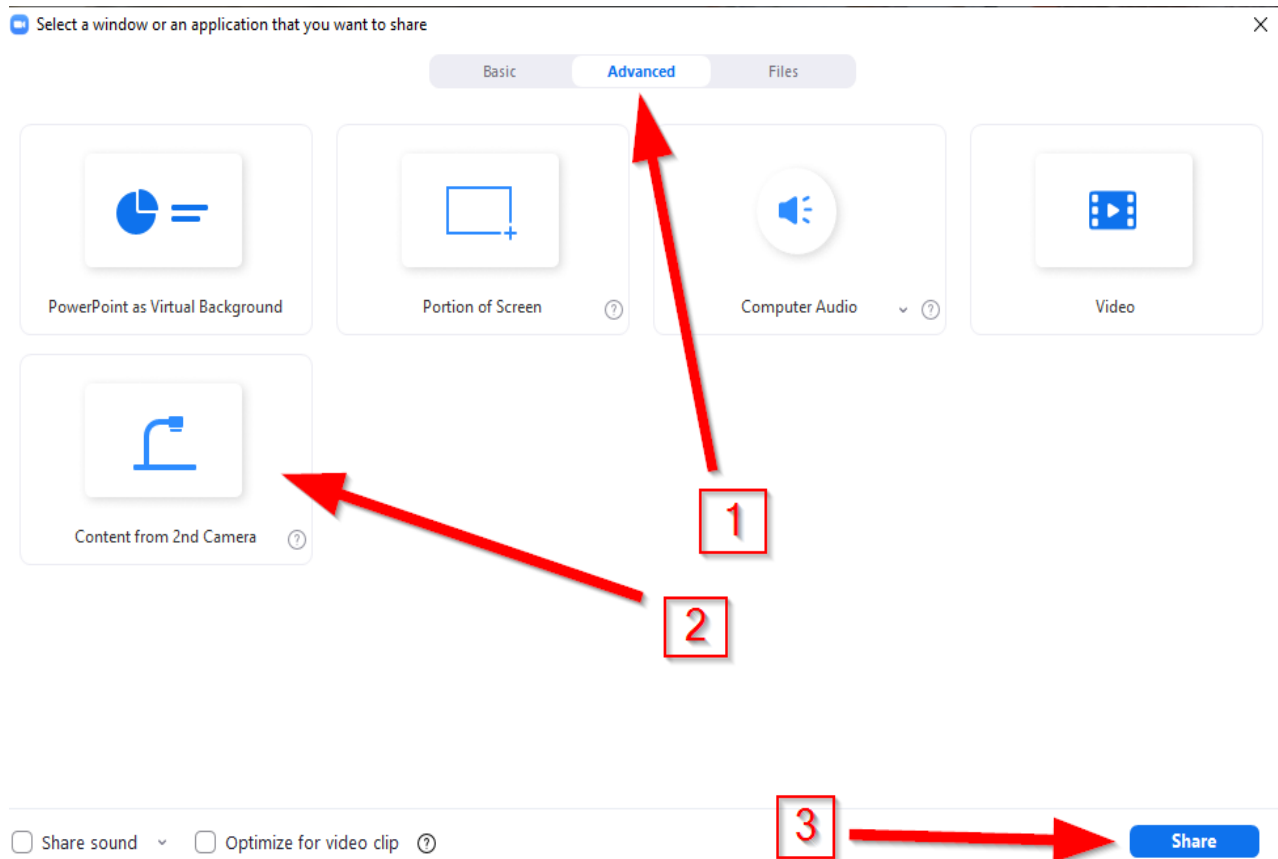 Select a window or an application that you want to share
Basic Advanced Files
PowerPoint as Virtual Background
Portion of Screen ?
Computer Audio ?
Video
Content from 2nd Camera ?
1
2
3
Share sound Optimize for video clip ? Share